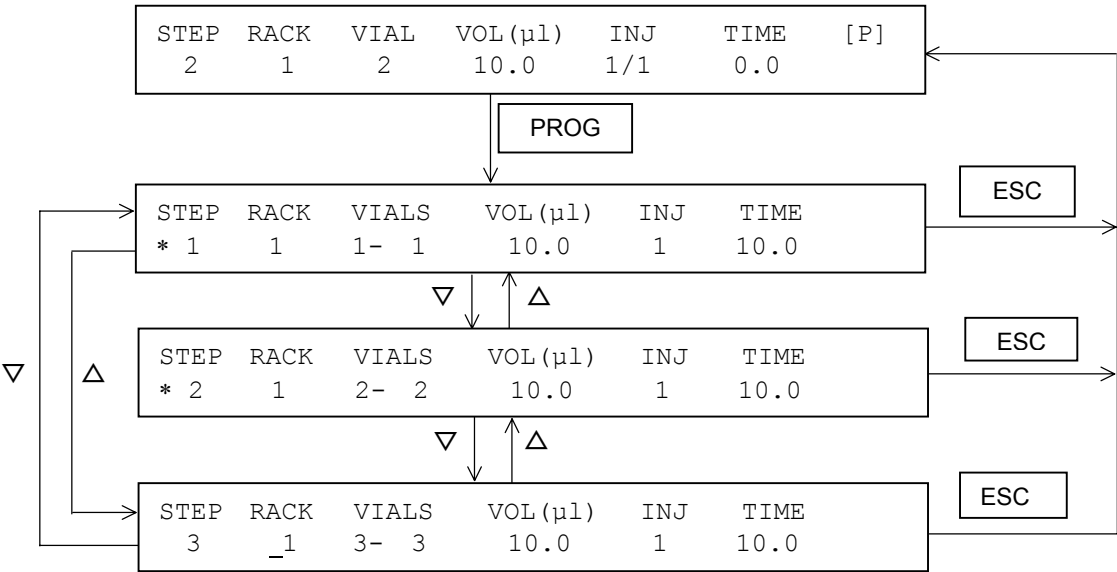 STEP RACK VIAL VOL(µl) INJ TIME [P]
2 1 2 10.0 1/1 0.0
PROG
ESC
STEP RACK VIALS VOL(µl) INJ TIME
* 1 1 1- 1 10.0 1 10.0
▽ △
ESC
STEP RACK VIALS VOL(µl) INJ TIME
* 2 1 2- 2 10.0 1 10.0
▽ △
▽ △
ESC
STEP RACK VIALS VOL(µl) INJ TIME
3 _1 3- 3 10.0 1 10.0